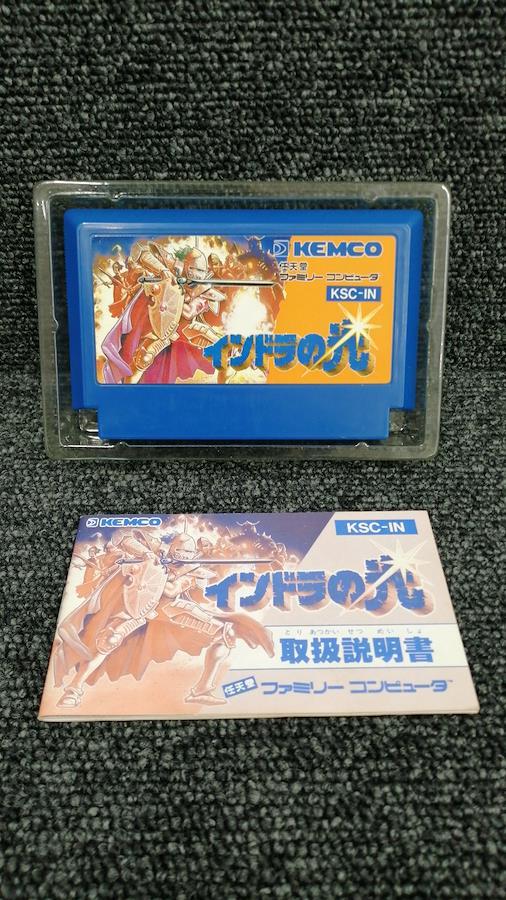 KEMCO
任天堂
ファミリー コンピュータ
KSC-IN
インドラの光
KEMCO
KSC-IN
インドラの光
とりあつかいせつ めいしょ
取扱説明書
任天堂 ファミリー コンピュータ™